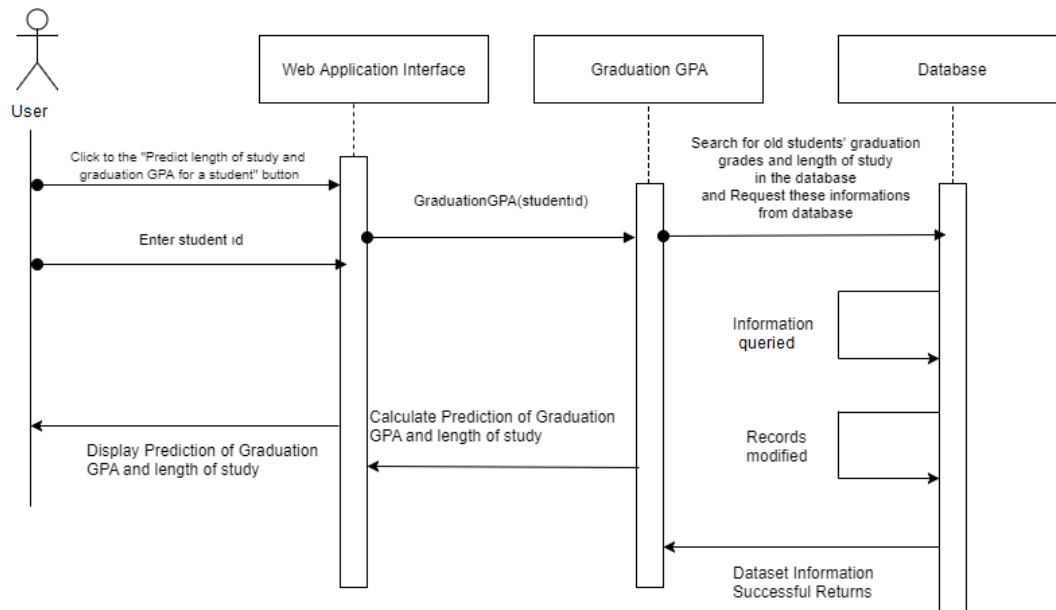 User
Web Application Interface
Graduation GPA
Database
Click to the "Predict length of study and
graduation GPA for a student" button
GraduationGPA(studentıd)
Search for old students' graduation
grades and length of study
in the database
and Request these informations
from database
Enter student ıd
Information
queried
Calculate Prediction of Graduation
GPA and length of study
Display Prediction of Graduation
GPA and length of study
Records
modified
Dataset Information
Successful Returns